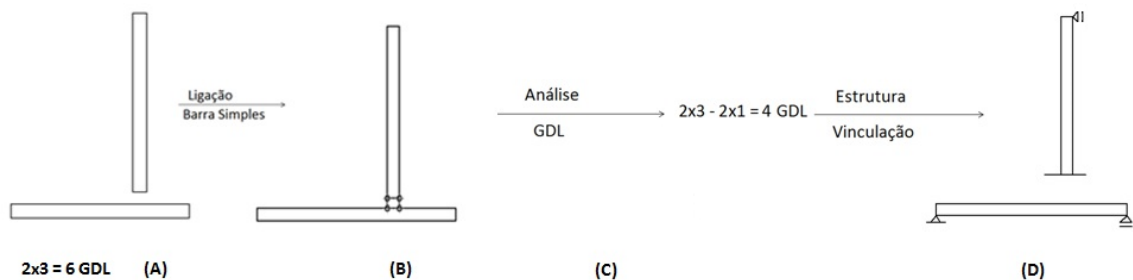 Ligação
Barra Simples
Análise
GDL
2x3 - 2x1 = 4 GDL
Estrutura
Vinculação
2x3 = 6 GDL
(A)
(B)
(C)
(D)